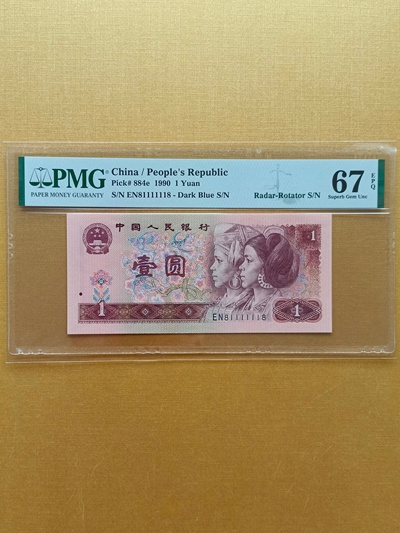 PMG
PAPER MONEY GUARANTY
China / People's Republic
Pick# 884e 1990 1 Yuan
S/N EN81111118 - Dark Blue S/N
Radar-Rotator S/N
67 EPQ
Superb Gem Unc
中国人民银行
1
壹圆
EN81111118
1
1